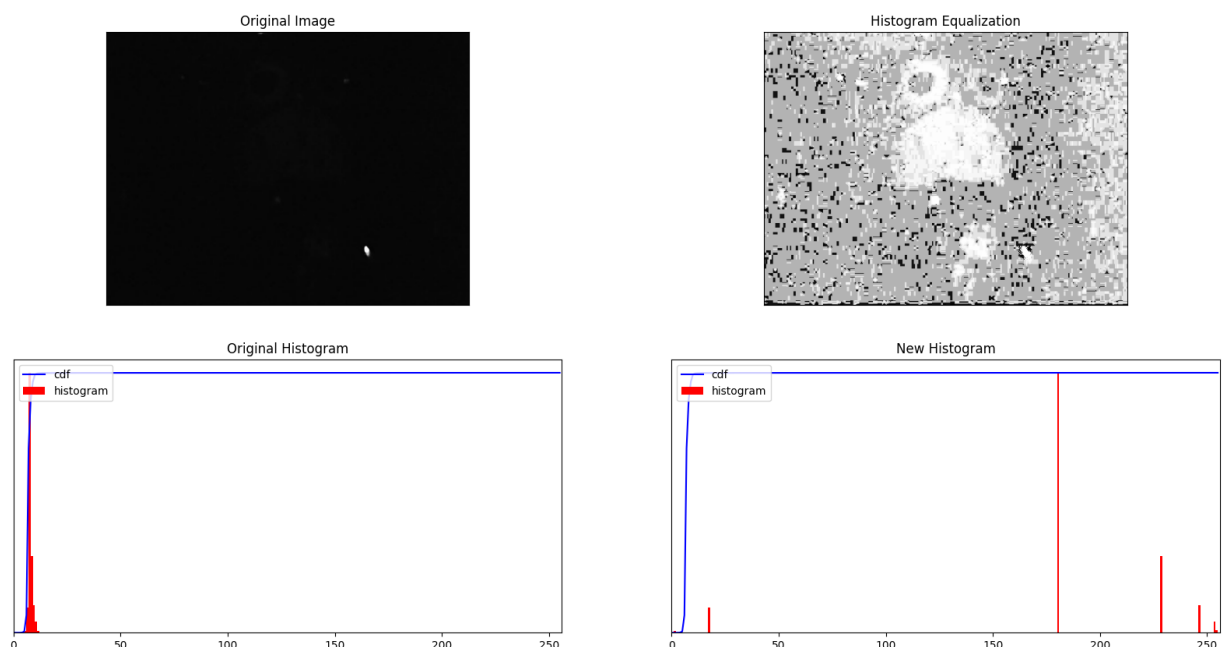 Original Image
Histogram Equalization
Original Histogram
cdf
histogram
0 50 100 150 200 250
New Histogram
cdf
histogram
0 50 100 150 200 250